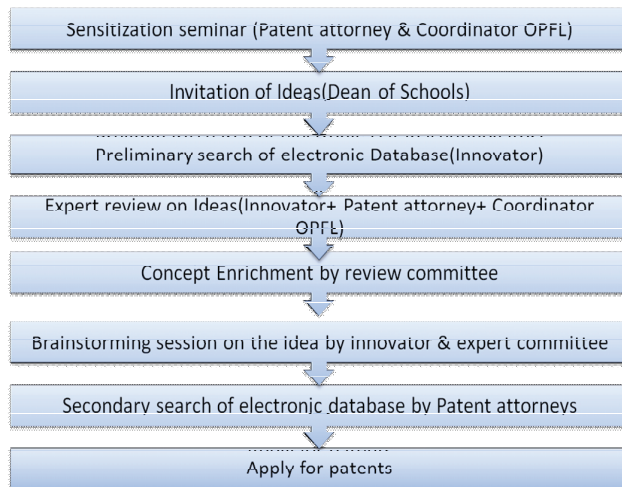 Sensitization seminar (Patent attorney & Coordinator OPFL)
Invitation of Ideas(Dean of Schools)
Preliminary search of electronic Database(Innovator)
Expert review on Ideas(Innovator+ Patent attorney+ Coordinator
OPFL)
Concept Enrichment by review committee
Brainstorming session on the idea by innovator & expert committee
Secondary search of electronic database by Patent attorneys
Apply for patents